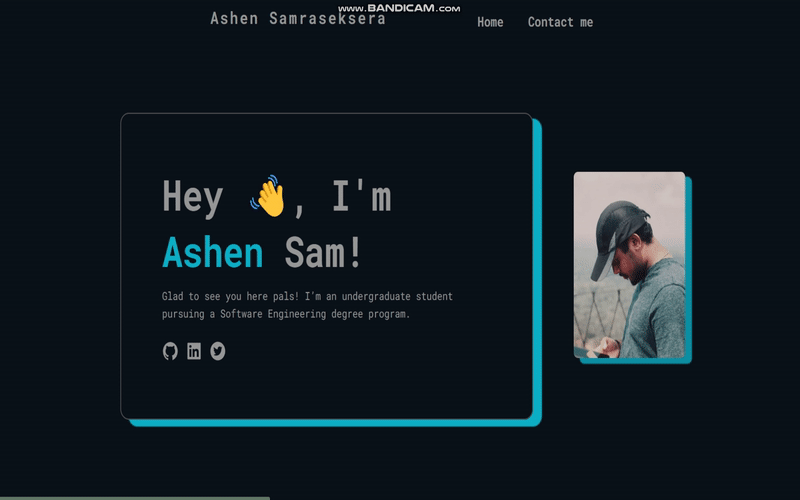 www.BANDICAM.com
Ashen Samraseksera
Home Contact me
Hey 👋, I'm
Ashen Sam!
Glad to see you here pals! I'm an undergraduate student
pursuing a Software Engineering degree program.